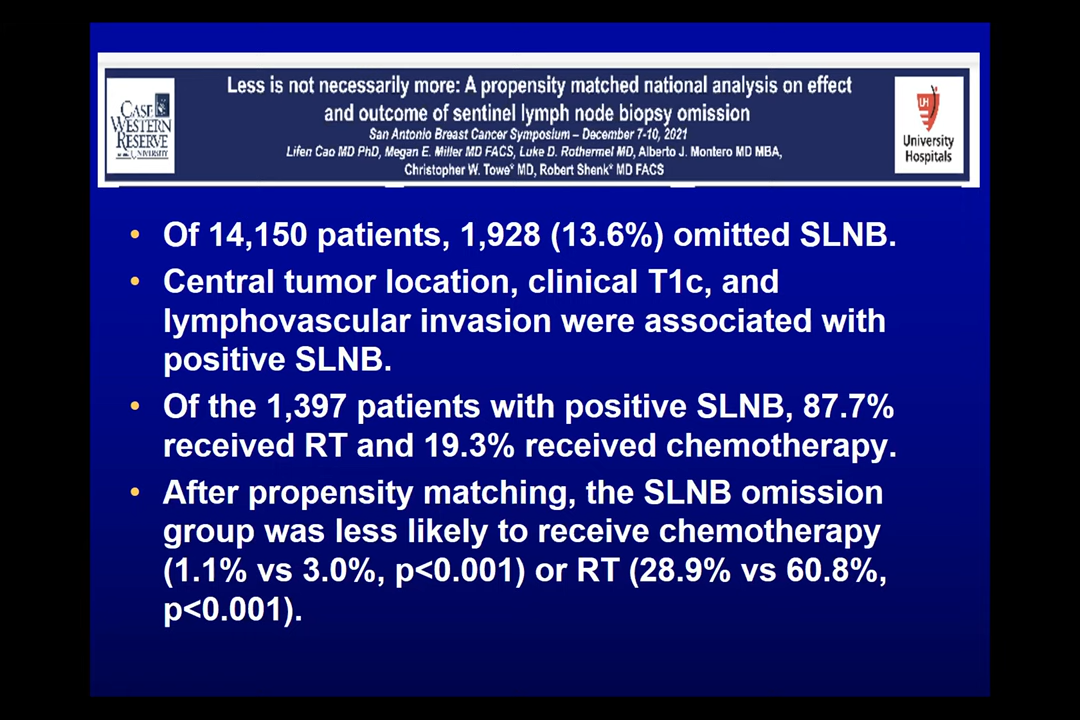 Less is not necessarily more: A propensity matched national analysis on effect
and outcome of sentinel lymph node biopsy omission
San Antonio Breast Cancer Symposium – December 7-10, 2021
Lifen Cao MD PhD, Megan E. Miller MD FACS, Luke D. Rothermel MD, Alberto J. Montero MD MBA,
Christopher W. Towe* MD, Robert Shenk* MD FACS
CASE
WESTERN
RESERVE
UNIVERSITY
UH
University
Hospitals
• Of 14,150 patients, 1,928 (13.6%) omitted SLNB.
• Central tumor location, clinical T1c, and
lymphovascular invasion were associated with
positive SLNB.
• Of the 1,397 patients with positive SLNB, 87.7%
received RT and 19.3% received chemotherapy.
• After propensity matching, the SLNB omission
group was less likely to receive chemotherapy
(1.1% vs 3.0%, p<0.001) or RT (28.9% vs 60.8%,
p<0.001).